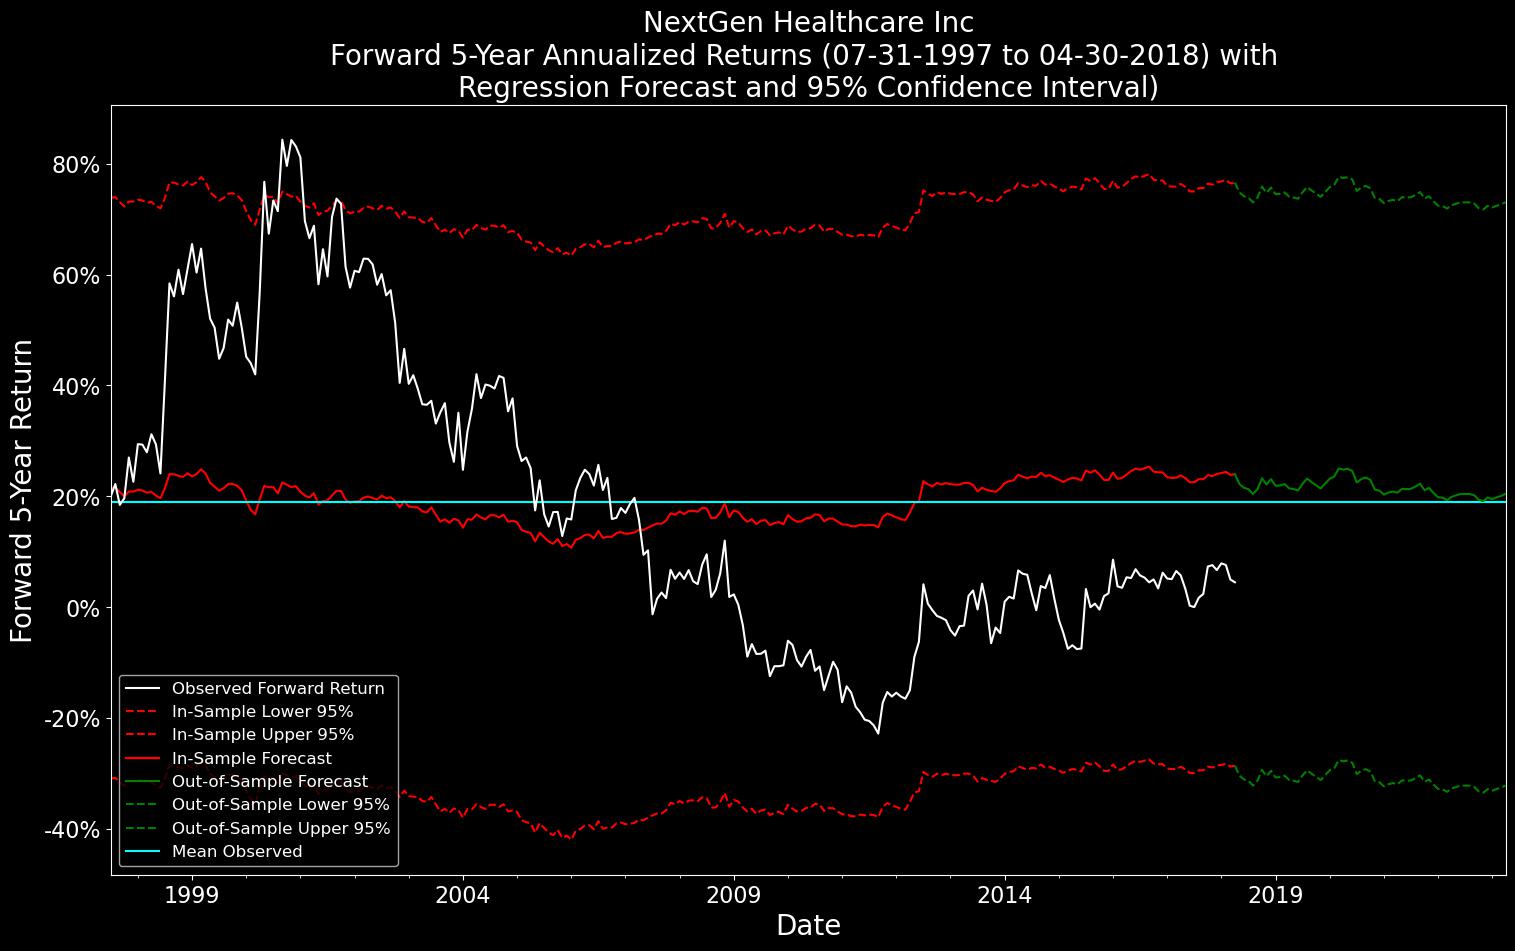 NextGen Healthcare Inc
Forward 5-Year Annualized Returns (07-31-1997 to 04-30-2018) with
Regression Forecast and 95% Confidence Interval)
Forward 5-Year Return
80%
60%
40%
20%
0%
-20%
-40%
Observed Forward Return
In-Sample Lower 95%
In-Sample Upper 95%
In-Sample Forecast
Out-of-Sample Forecast
Out-of-Sample Lower 95%
Out-of-Sample Upper 95%
Mean Observed
1999
2004
2009
2014
2019
Date